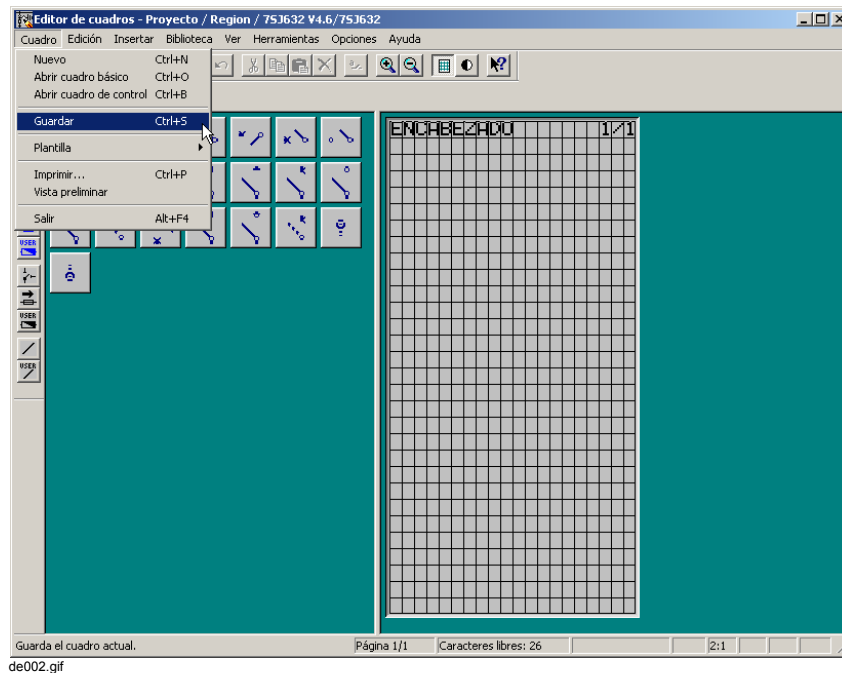 Editor de cuadros - Proyecto / Region / 7SJ632 V4.6/7SJ632
Cuadro Edición Insertar Biblioteca Ver Herramientas Opciones Ayuda
Nuevo Ctrl+N
Abrir cuadro básico Ctrl+O
Abrir cuadro de control Ctrl+B
Guardar Ctrl+S
Plantilla
Imprimir... Ctrl+P
Vista preliminar
Salir Alt+F4
ENCABEZADO 1/1
USER
USER
USER
Guarda el cuadro actual. Página 1/1 Caracteres libres: 26 2:1
de002.gif